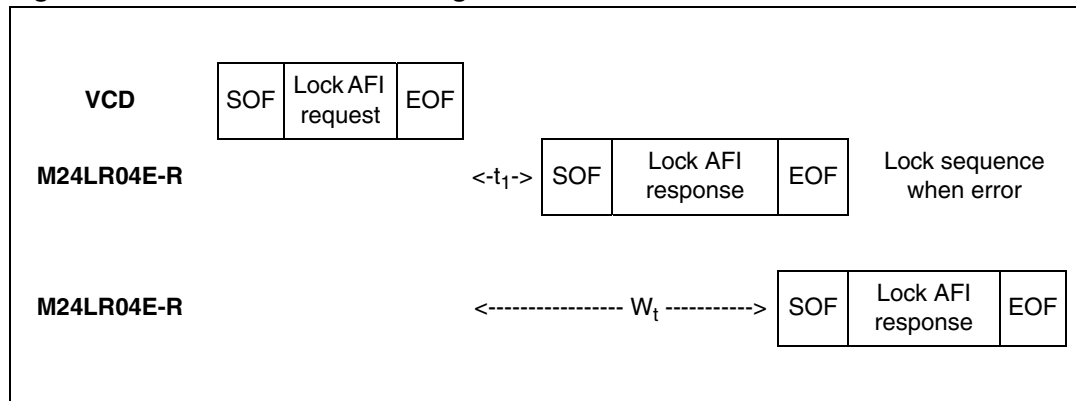 VCD
SOF
Lock AFI
request
EOF
M24LR04E-R
<-t1->
SOF
Lock AFI
response
EOF
Lock sequence
when error
M24LR04E-R
<----------------- Wt ----------->
SOF
Lock AFI
response
EOF